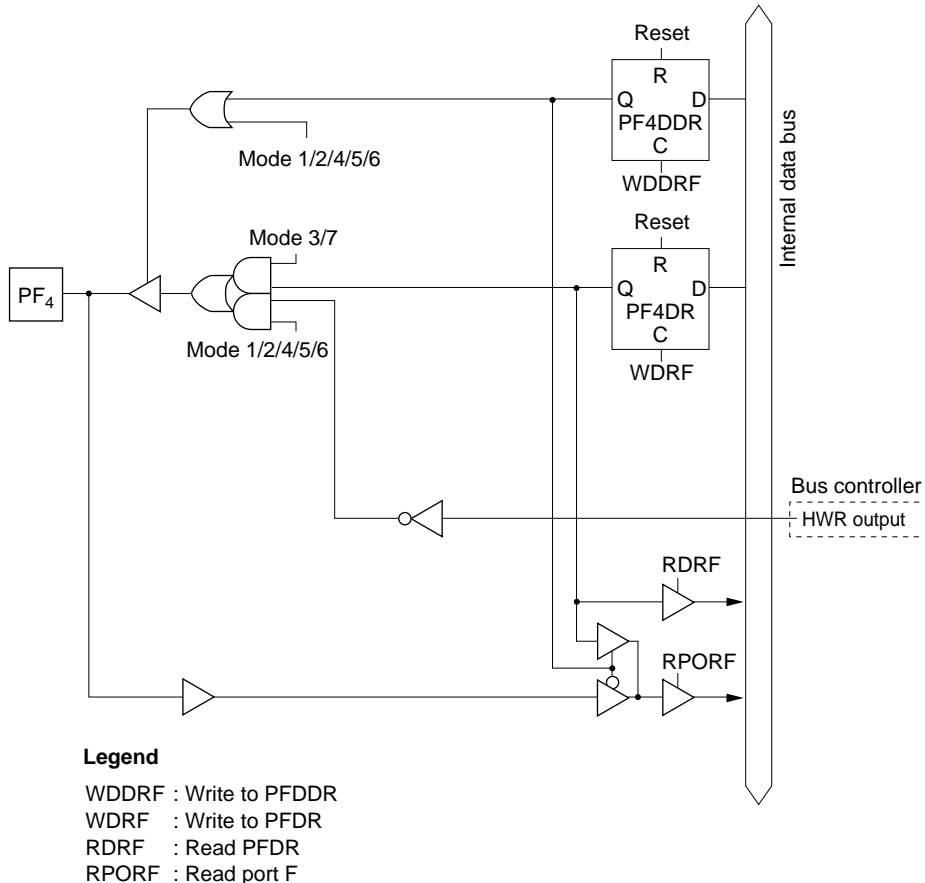 Reset
R
Q D
PF4DDR
C
WDDRF
Mode 1/2/4/5/6
Internal data bus
Reset
R
Q D
PF4DR
C
WDRF
Mode 3/7
PF₄
Mode 1/2/4/5/6
Bus controller
HWR output
RDRF
RPORF
Legend
WDDRF : Write to PFDDR
WDRF : Write to PFDR
RDRF : Read PFDR
RPORF : Read port F